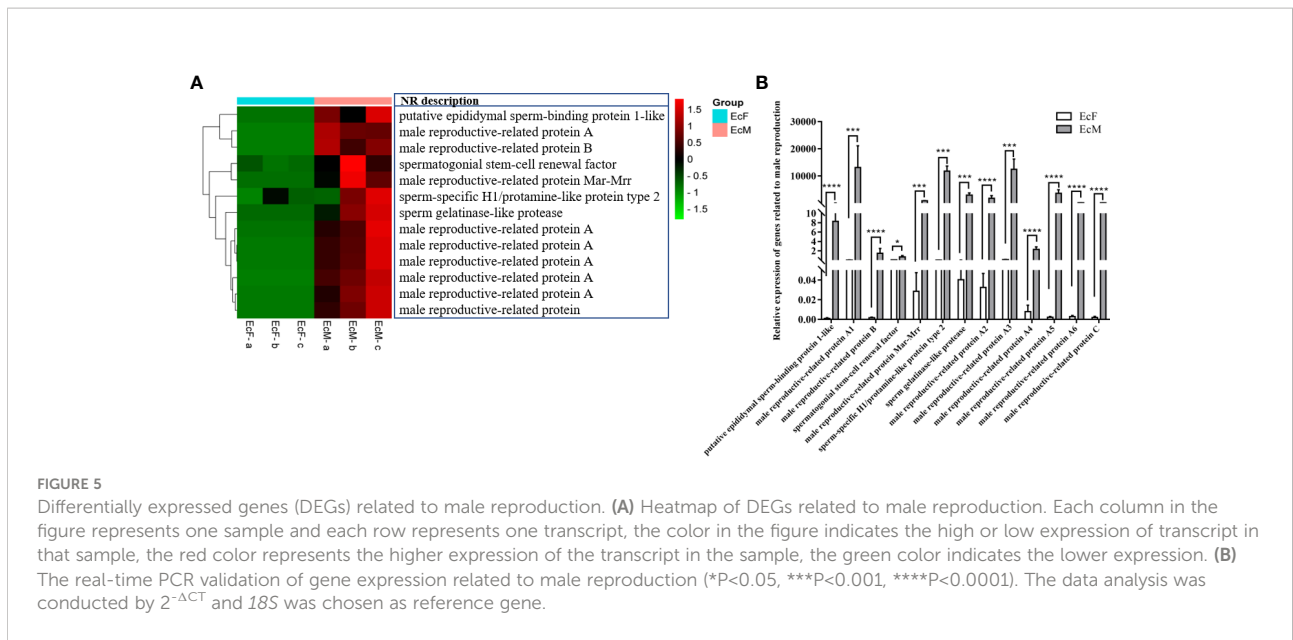 A
NR description
putative epididymal sperm-binding protein 1-like
male reproductive-related protein A
male reproductive-related protein B
spermatogonial stem-cell renewal factor
male reproductive-related protein Mar-Mrr
sperm-specific H1/protamine-like protein type 2
sperm gelatinase-like protease
male reproductive-related protein A
male reproductive-related protein A
male reproductive-related protein A
male reproductive-related protein A
male reproductive-related protein A
male reproductive-related protein
EcF- a
EcF- b
EcF- c
EcM- a
EcM- b
EcM- c
1.5
1
0.5
0
- 0.5
- 1
- 1.5
Group
EcF
EcM
B
Relative expression of genes related to male reproduction
30000
20000
10000
10
8
6
4
2
0.04
0.02
0.00
****
***
****
*
***
***
***
****
***
****
****
****
****
EcF
EcM
putative epididymal sperm-binding protein 1-like
male reproductive-related protein A1
male reproductive-related protein B
spermatogonial stem-cell renewal factor
male reproductive-related protein Mar-Mrr
sperm-specific H1/protamine-like protein type 2
sperm gelatinase-like protease
male reproductive-related protein A2
male reproductive-related protein A3
male reproductive-related protein A4
male reproductive-related protein A5
male reproductive-related protein A6
male reproductive-related protein C
FIGURE 5
Differentially expressed genes (DEGs) related to male reproduction. (A) Heatmap of DEGs related to male reproduction. Each column in the
figure represents one sample and each row represents one transcript, the color in the figure indicates the high or low expression of transcript in
that sample, the red color represents the higher expression of the transcript in the sample, the green color indicates the lower expression. (B)
The real-time PCR validation of gene expression related to male reproduction (*P<0.05, ***P<0.001, ****P<0.0001). The data analysis was
conducted by 2-ΔCT and 18S was chosen as reference gene.